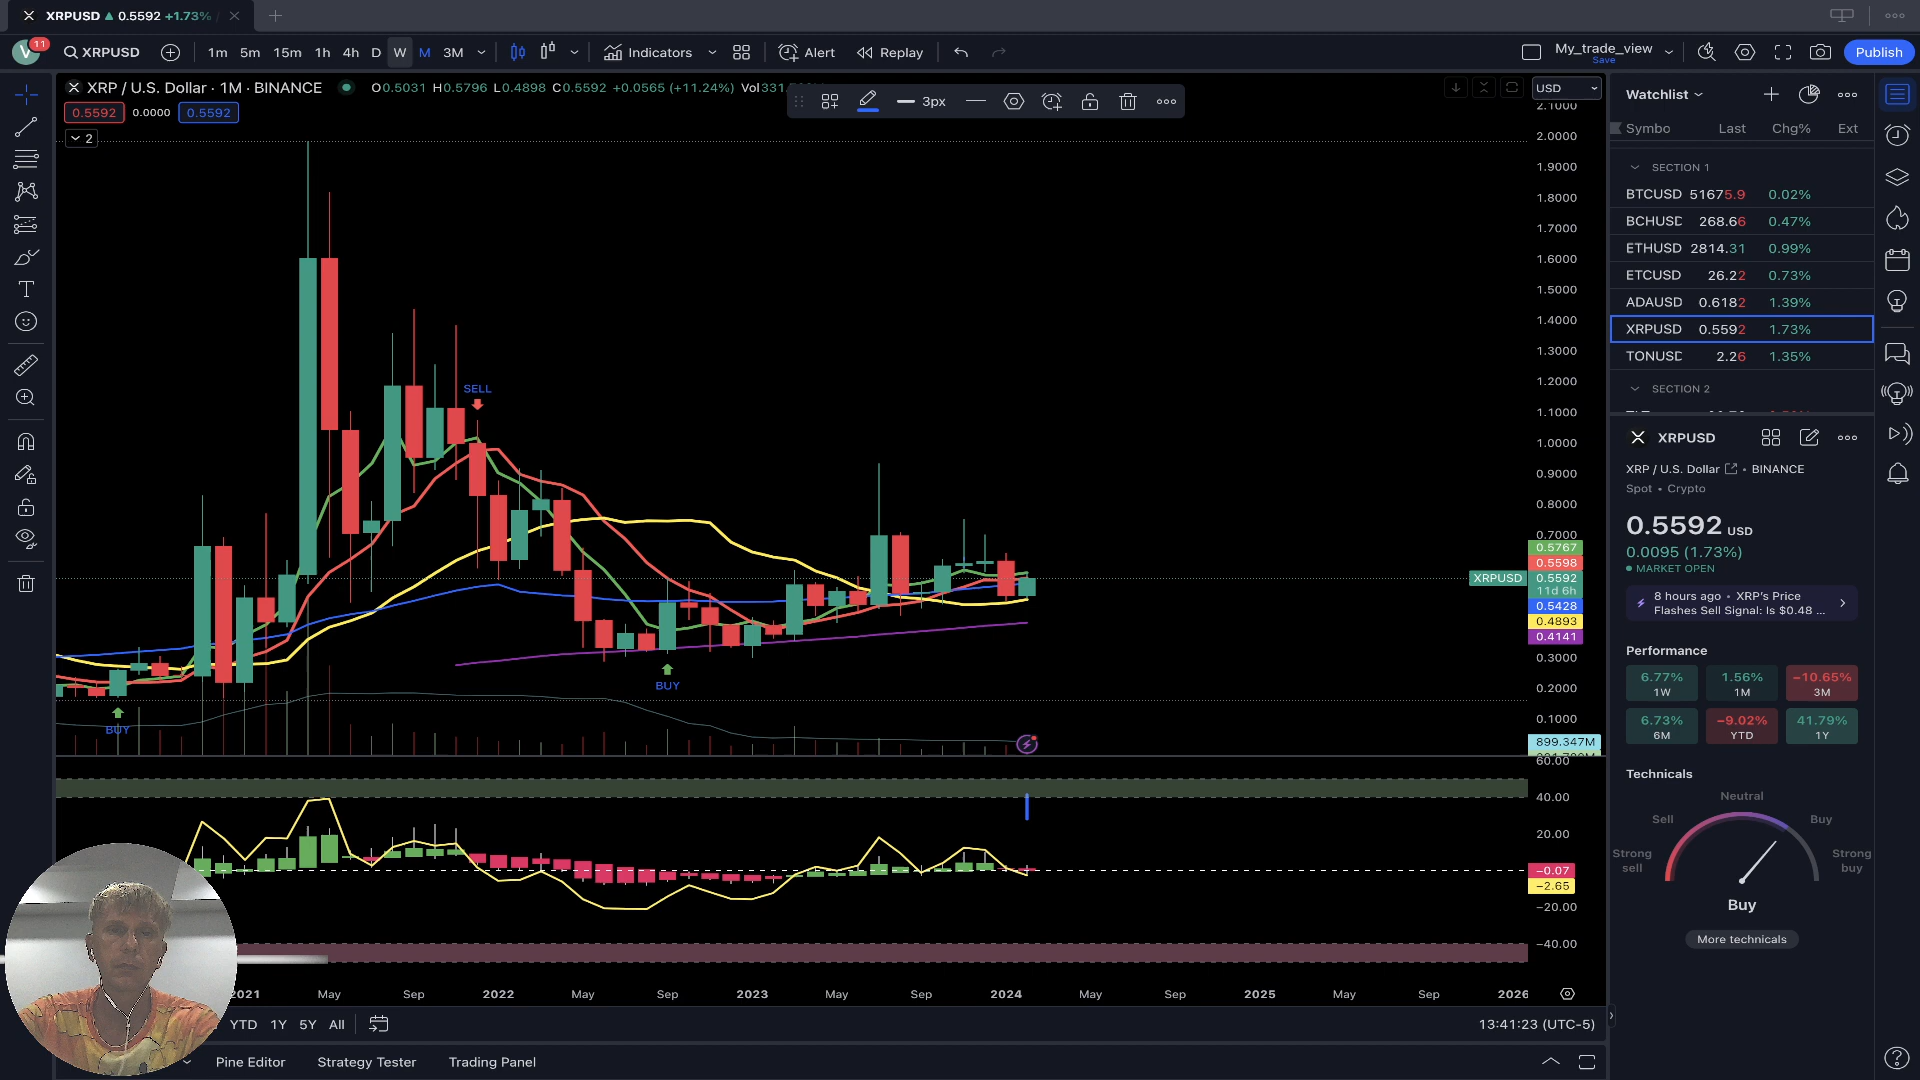 XRPUSD ▲ 0.5592 +1.73%
V 11 XRPUSD 1m 5m 15m 1h 4h D W M 3M Indicators Alert Replay My_trade_view Save Publish
XRP / U.S. Dollar · 1M · BINANCE O0.5031 H0.5796 L0.4898 C0.5592 +0.0565 (+11.24%) Vol331
3px
USD
0.5592 0.0000 0.5592
2
2.1000
2.0000
1.9000
1.8000
1.7000
1.6000
1.5000
1.4000
1.3000
1.2000
1.1000
1.0000
0.9000
0.8000
0.7000
0.5767
0.5598
XRPUSD 0.5592
11d 6h
0.5428
0.4893
0.4141
0.3000
0.2000
0.1000
899.347M
60.00
40.00
20.00
−0.07
−2.65
−20.00
−40.00
SELL
BUY
BUY
2021 May Sep 2022 May Sep 2023 May Sep 2024 May Sep 2025 May Sep 2026
YTD 1Y 5Y All
13:41:23 (UTC-5)
Pine Editor Strategy Tester Trading Panel
Watchlist
Symbo Last Chg% Ext
SECTION 1
BTCUSD 51675.9 0.02%
BCHUSD 268.66 0.47%
ETHUSD 2814.31 0.99%
ETCUSD 26.22 0.73%
ADAUSD 0.6182 1.39%
XRPUSD 0.5592 1.73%
TONUSD 2.26 1.35%
SECTION 2
XRPUSD
XRP / U.S. Dollar • BINANCE
Spot • Crypto
0.5592 USD
0.0095 (1.73%)
MARKET OPEN
8 hours ago • XRP's Price
Flashes Sell Signal: Is $0.48 ...
Performance
6.77% 1.56% −10.65%
1W 1M 3M
6.73% −9.02% 41.79%
6M YTD 1Y
Technicals
Neutral
Sell Buy
Strong sell Strong buy
Buy
More technicals